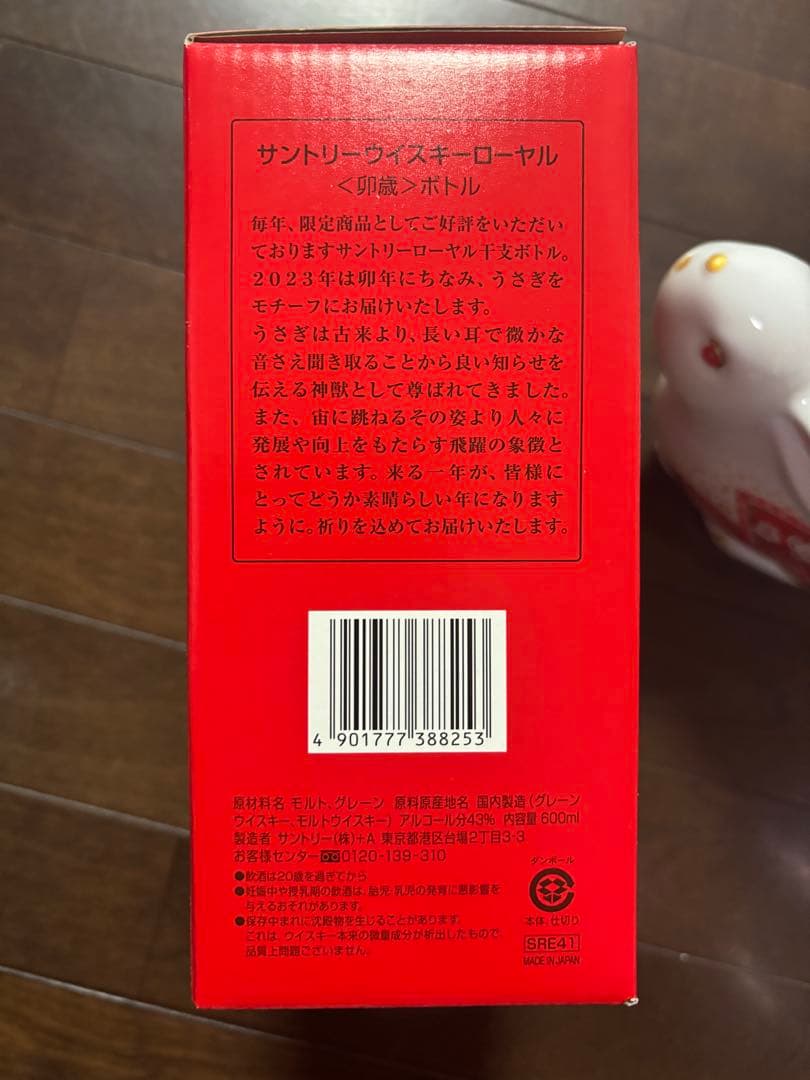 サントリーウイスキーローヤル
＜卯歳＞ボトル
毎年、限定商品としてご好評をいただい
ておりますサントリーローヤル干支ボトル。
2023年は卯年にちなみ、うさぎを
モチーフにお届けいたします。
うさぎは古来より、長い耳で微かな
音さえ聞き取ることから良い知らせを
伝える神獣として尊ばれてきました。
また、宙に跳ねるその姿より人々に
発展や向上をもたらす飛躍の象徴と
されています。来る一年が、皆様に
とってどうか素晴らしい年になります
ように。祈りを込めてお届けいたします。
4 901777 388253
原材料名 モルト、グレーン 原料原産地名 国内製造（グレーン
ウイスキー、モルトウイスキー） アルコール分43% 内容量 600ml
製造者 サントリー(株)+A 東京都港区台場2丁目3-3
お客様センター 0120-139-310
●飲酒は20歳を過ぎてから
●妊娠中や授乳期の飲酒は、胎児・乳児の発育に悪影響を
与えるおそれがあります。
●保存中まれに沈殿物を生じることがあります。
これは、ウイスキー本来の微量成分が析出したもので、
品質上問題ございません。
ダンボール
本体、仕切り
SRE41
MADE IN JAPAN